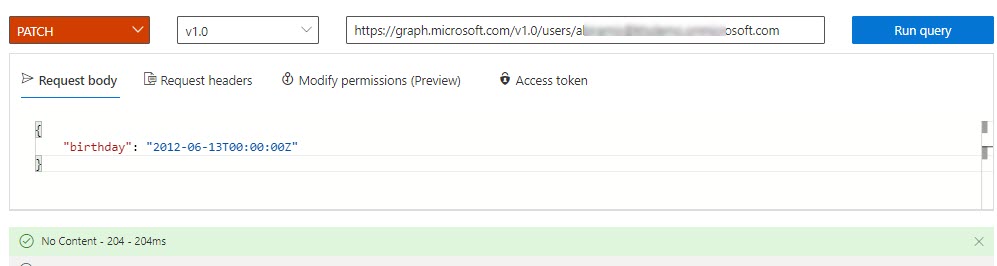 PATCH v1.0 https://graph.microsoft.com/v1.0/users/a osoft.com Run query
Request body Request headers Modify permissions (Preview) Access token
{
"birthday": "2012-06-13T00:00:00Z"
}
No Content - 204 - 204ms